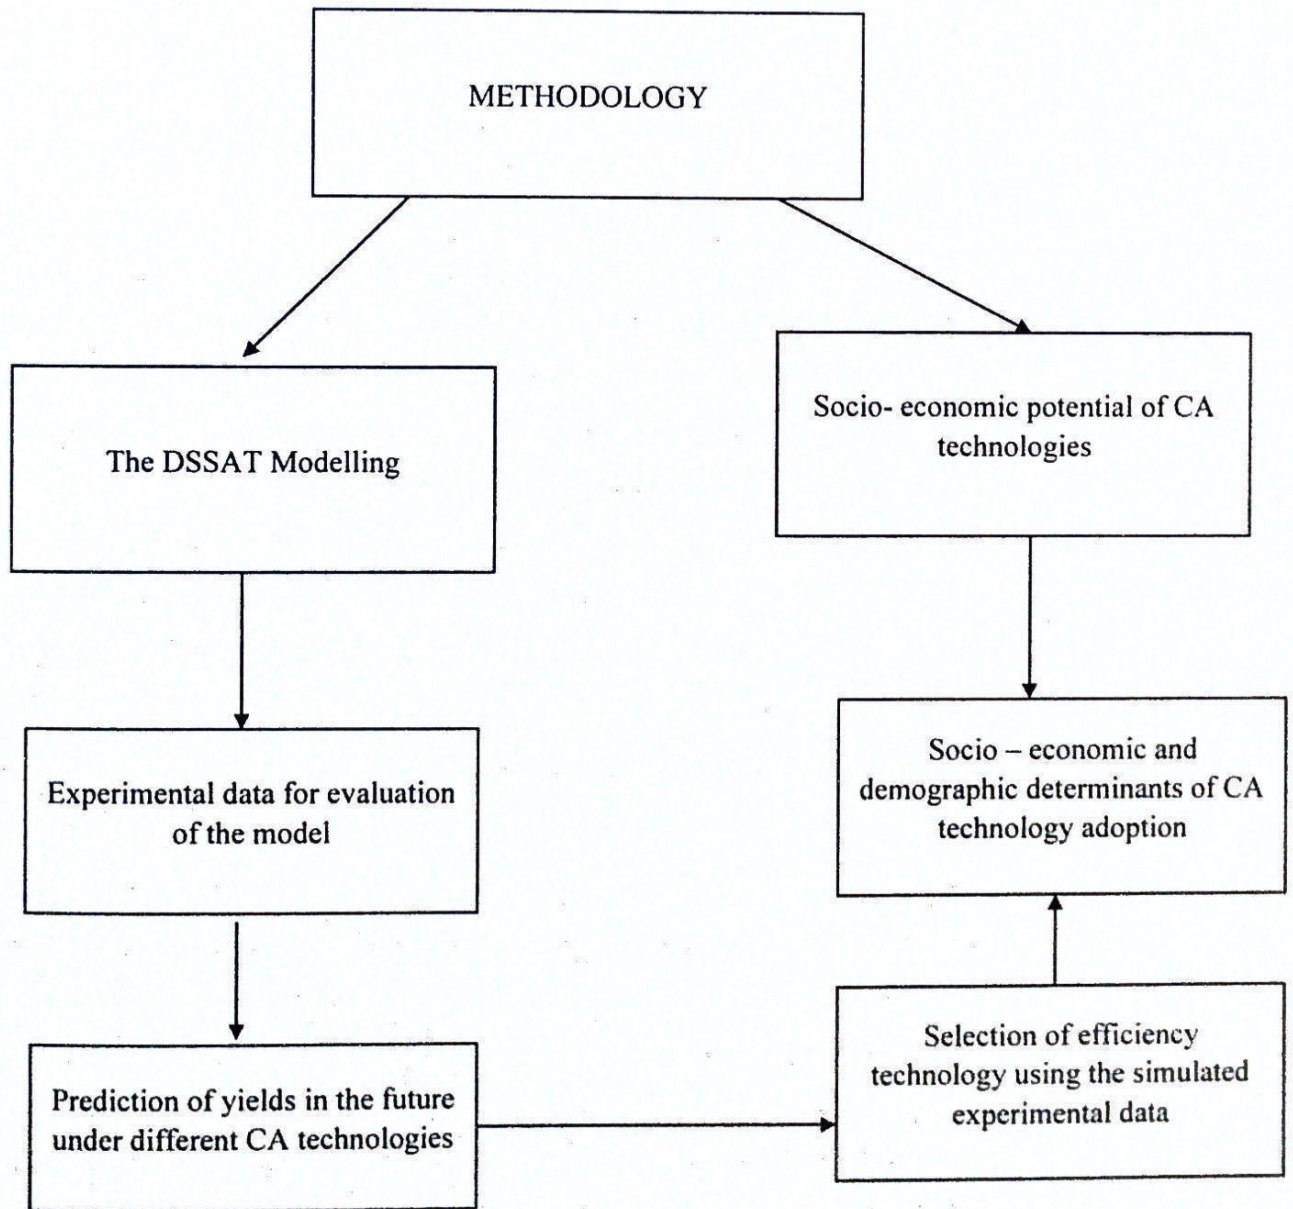 METHODOLOGY
The DSSAT Modelling
Socio- economic potential of CA
technologies
Experimental data for evaluation
of the model
Socio – economic and
demographic determinants of CA
technology adoption
Prediction of yields in the future
under different CA technologies
Selection of efficiency
technology using the simulated
experimental data